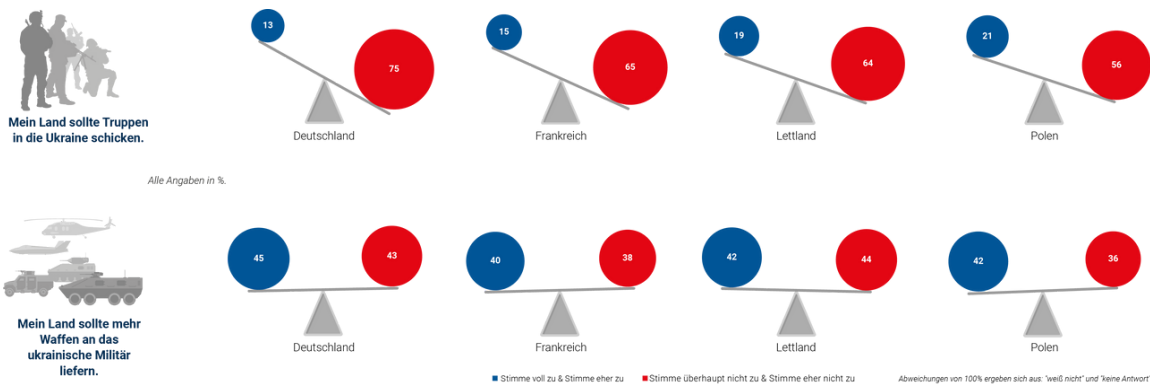 13
75
15
65
19
64
21
56
Mein Land sollte Truppen
in die Ukraine schicken.
Deutschland
Frankreich
Lettland
Polen
Alle Angaben in %.
45
43
40
38
42
44
42
36
Mein Land sollte mehr
Waffen an das
ukrainische Militär
liefern.
Deutschland
Frankreich
Lettland
Polen
Stimme voll zu & Stimme eher zu
Stimme überhaupt nicht zu & Stimme eher nicht zu
Abweichungen von 100% ergeben sich aus: "weiß nicht" und "keine Antwort"